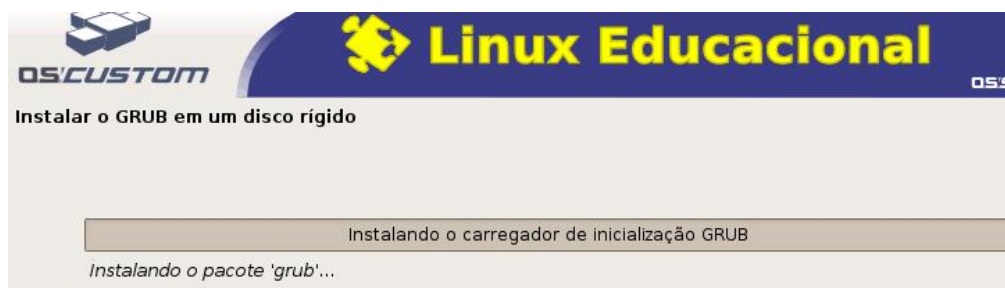 Linux Educacional
OS'CUSTOM
Instalar o GRUB em um disco rígido
Instalando o carregador de inicialização GRUB
Instalando o pacote 'grub'...